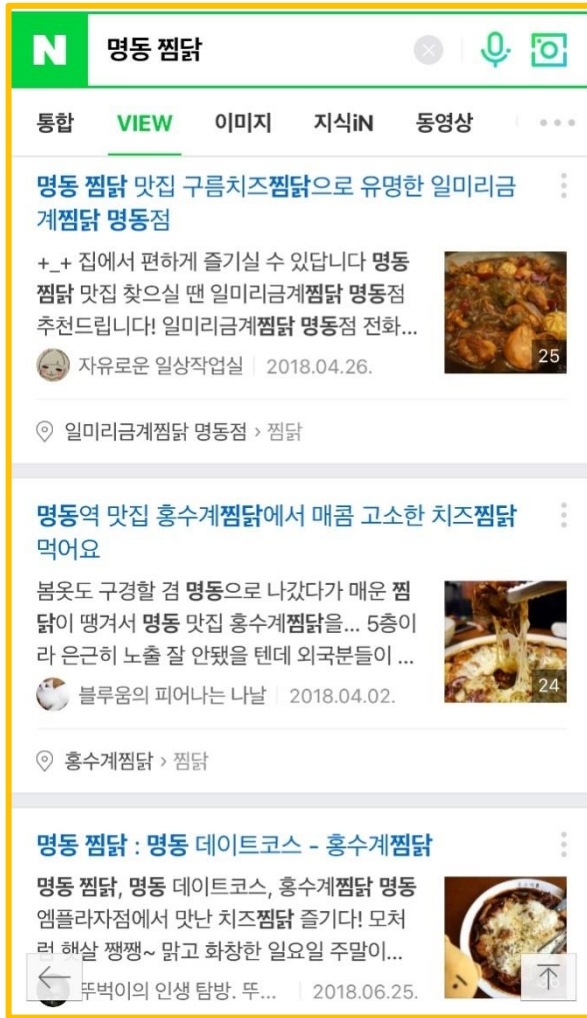 N 명동 찜닭
통합 VIEW 이미지 지식iN 동영상
명동 찜닭 맛집 구름치즈찜닭으로 유명한 일미리금
계찜닭 명동점
+_+ 집에서 편하게 즐기실 수 있답니다 명동
찜닭 맛집 찾으실 땐 일미리금계찜닭 명동점
추천드립니다! 일미리금계찜닭 명동점 전화...
25
자유로운 일상작업실 2018.04.26.
일미리금계찜닭 명동점 › 찜닭
명동역 맛집 홍수계찜닭에서 매콤 고소한 치즈찜닭
먹어요
봄옷도 구경할 겸 명동으로 나갔다가 매운 찜
닭이 땡겨서 명동 맛집 홍수계찜닭을... 5층이
라 은근히 노출 잘 안됐을 텐데 외국분들이 ...
24
블루움의 피어나는 나날 2018.04.02.
홍수계찜닭 › 찜닭
명동 찜닭 : 명동 데이트코스 - 홍수계찜닭
명동 찜닭, 명동 데이트코스, 홍수계찜닭 명동
엠플라자점에서 맛난 치즈찜닭 즐기다! 모처
럼 햇살 쨍쨍~ 맑고 화창한 일요일 주말이...
뚜벅이의 인생 탐방. 뚜... 2018.06.25.